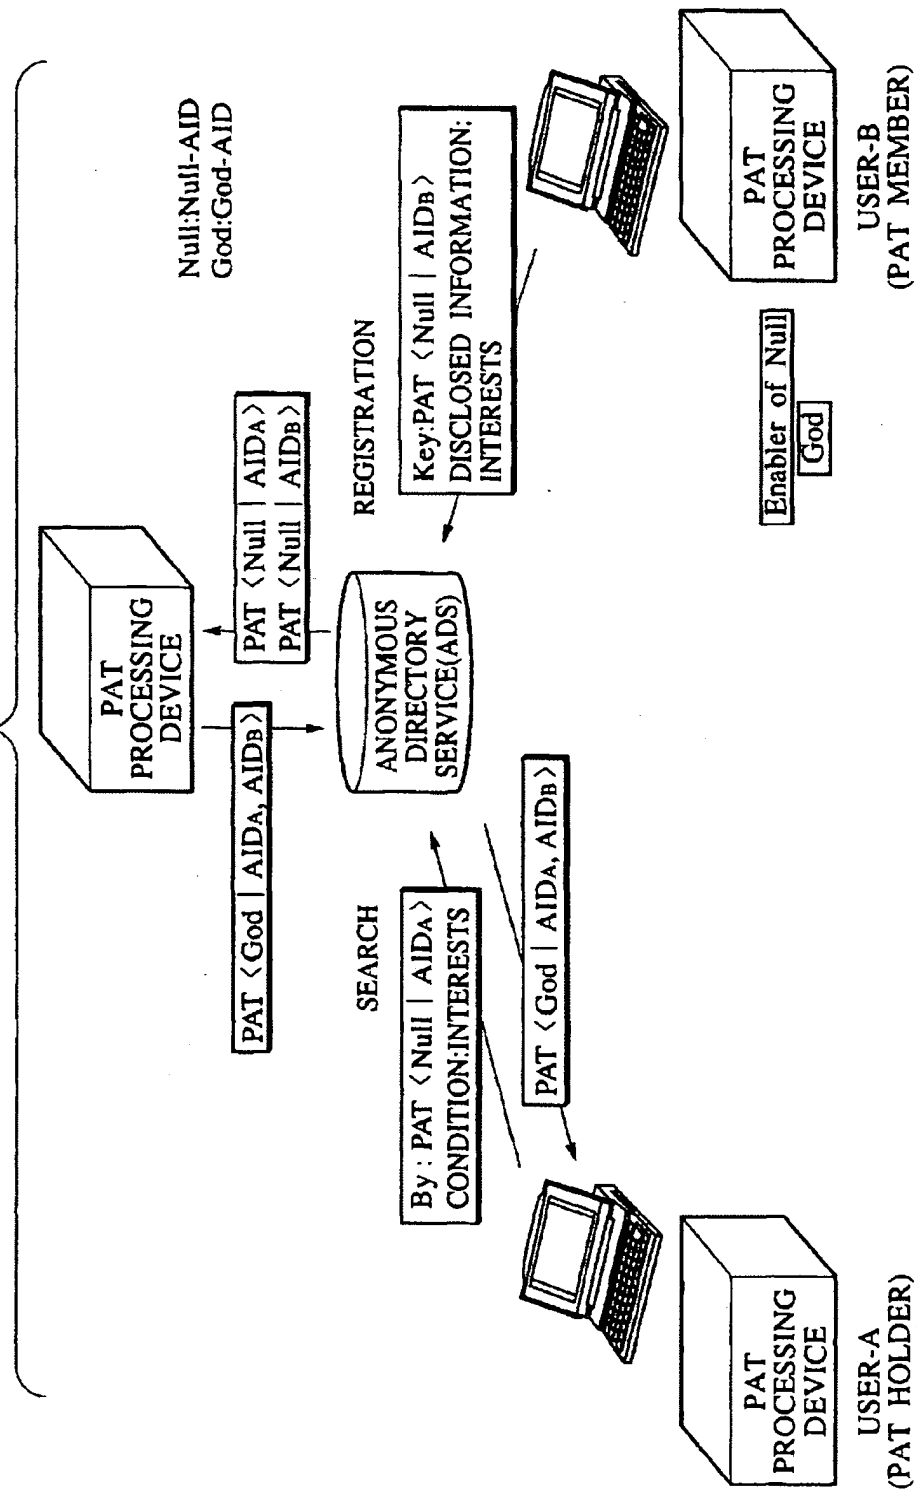 Null:Null-AID
God:God-AID
PAT
PROCESSING
DEVICE
PAT <God | AIDA, AIDB>
PAT <Null | AIDA>
PAT <Null | AIDB>
SEARCH
ANONYMOUS
DIRECTORY
SERVICE(ADS)
REGISTRATION
By : PAT <Null | AIDA>
CONDITION:INTERESTS
Key:PAT <Null | AIDB>
DISCLOSED INFORMATION:
INTERESTS
PAT <God | AIDA, AIDB>
PAT
PROCESSING
DEVICE
USER-A
(PAT HOLDER)
Enabler of Null
God
PAT
PROCESSING
DEVICE
USER-B
(PAT MEMBER)